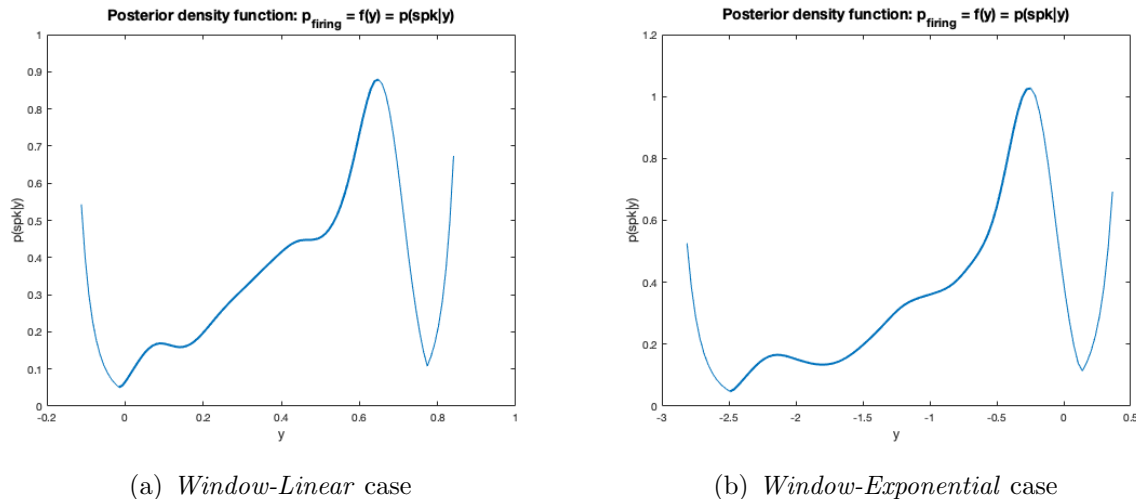 Posterior density function: p_firing = f(y) = p(spk|y)
p(spk|y)
1
0.9
0.8
0.7
0.6
0.5
0.4
0.3
0.2
0.1
0
-0.2 0 0.2 0.4 0.6 0.8 1
y
(a) Window-Linear case
Posterior density function: p_firing = f(y) = p(spk|y)
p(spk|y)
1.2
1
0.8
0.6
0.4
0.2
0
-3 -2.5 -2 -1.5 -1 -0.5 0 0.5
y
(b) Window-Exponential case